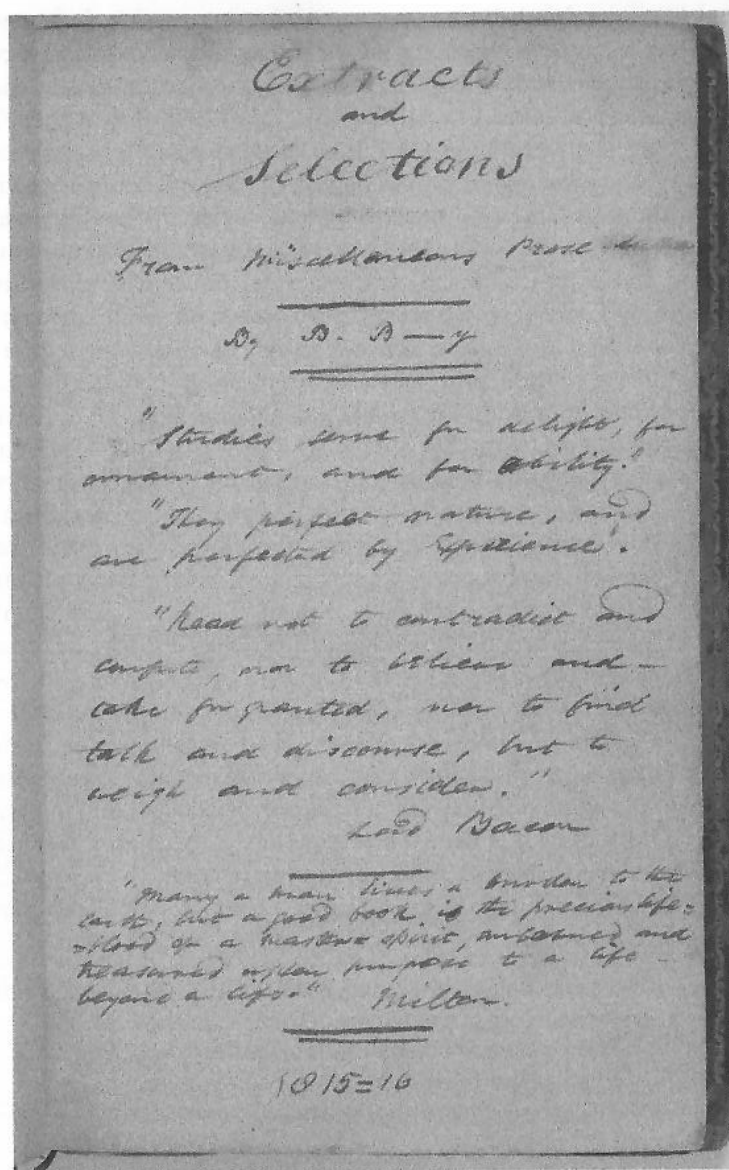 Extracts
and
Selections
From Miscellaneous Prose
By B. B—y
"Studies serve for delight, for
ornament, and for ability."
"They perfect nature, and
are perfected by Experience".
"Read not to contradict and
confute, nor to believe and –
take for granted, nor to find
talk and discourse, but to
weigh and consider."
Lord Bacon
"Many a man lives a burden to the
earth, but a good book is the precious life=
=blood of a master spirit, embalmed and
treasured upon purpose to a life –
beyond a life." Milton.
1815=16